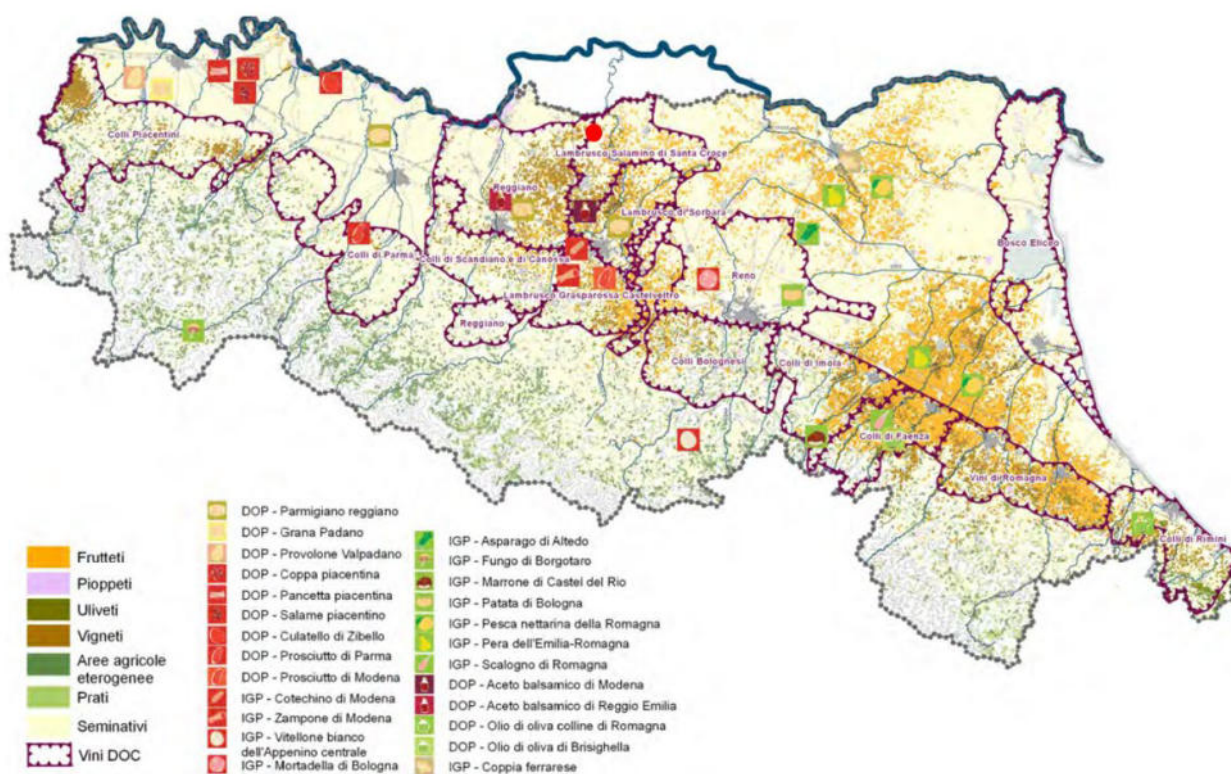 Colli Piacentini
Lambrusco Salamino di Santa Croce
Reggiano
Lambrusco di Sorbara
Bosco Eliceo
Colli di Parma
Colli di Scandiano e di Canossa
Reno
Lambrusco Grasparossa Castelvetro
Reggiano
Colli Bolognesi
Colli di Imola
Colli di Faenza
Vini di Romagna
Colli di Rimini
Frutteti
Pioppeti
Uliveti
Vigneti
Aree agricole
eterogenee
Prati
Seminativi
Vini DOC
DOP - Parmigiano reggiano
DOP - Grana Padano
DOP - Provolone Valpadano
DOP - Coppa piacentina
DOP - Pancetta piacentina
DOP - Salame piacentino
DOP - Culatello di Zibello
DOP - Prosciutto di Parma
DOP - Prosciutto di Modena
IGP - Cotechino di Modena
IGP - Zampone di Modena
IGP - Vitellone bianco
dell'Appenino centrale
IGP - Mortadella di Bologna
IGP - Asparago di Altedo
IGP - Fungo di Borgotaro
IGP - Marrone di Castel del Rio
IGP - Patata di Bologna
IGP - Pesca nettarina della Romagna
IGP - Pera dell'Emilia-Romagna
IGP - Scalogno di Romagna
DOP - Aceto balsamico di Modena
DOP - Aceto balsamico di Reggio Emilia
DOP - Olio di oliva colline di Romagna
DOP - Olio di oliva di Brisighella
IGP - Coppia ferrarese